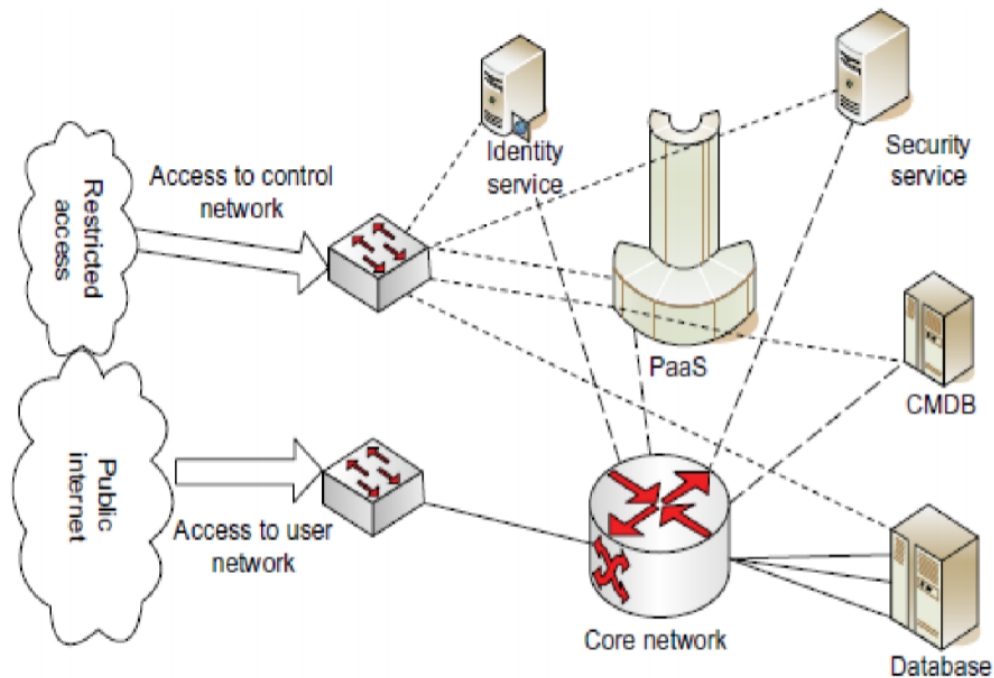 Identity
service
Security
service
Access to control
network
Restricted
access
PaaS
CMDB
Public
internet
Access to user
network
Core network
Database